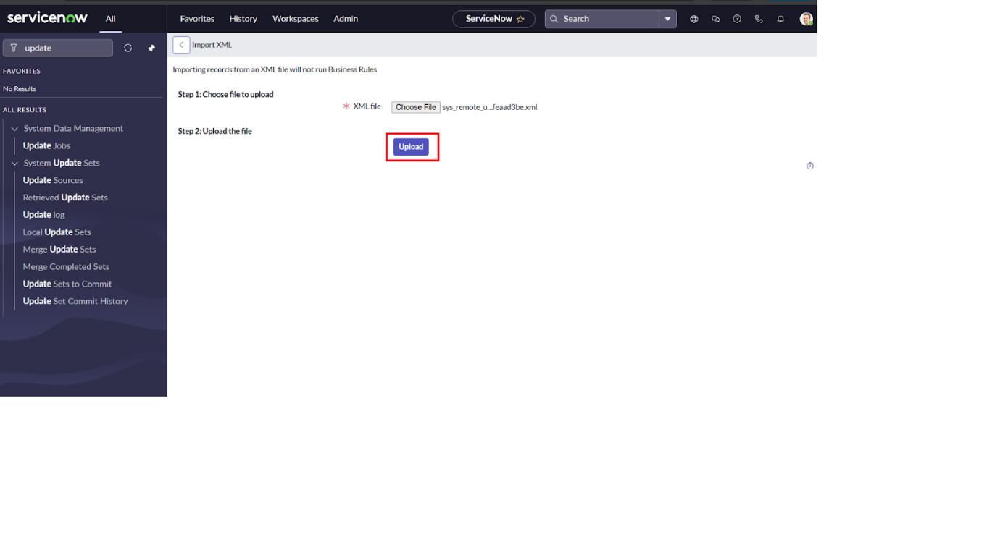 servicenow All Favorites History Workspaces Admin ServiceNow Search
update
Import XML
FAVORITES
No Results
ALL RESULTS
System Data Management
Update Jobs
System Update Sets
Update Sources
Retrieved Update Sets
Update log
Local Update Sets
Merge Update Sets
Merge Completed Sets
Update Sets to Commit
Update Set Commit History
Importing records from an XML file will not run Business Rules
Step 1: Choose file to upload
XML file Choose File sys_remote_u...feaad3be.xml
Step 2: Upload the file
Upload